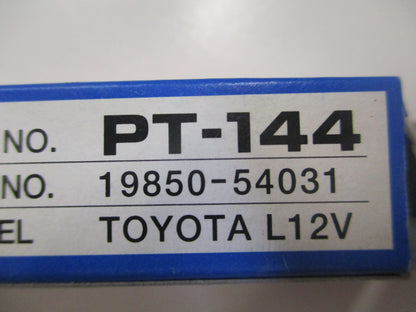 NO. PT-144
NO. 19850-54031
EL TOYOTA L12V